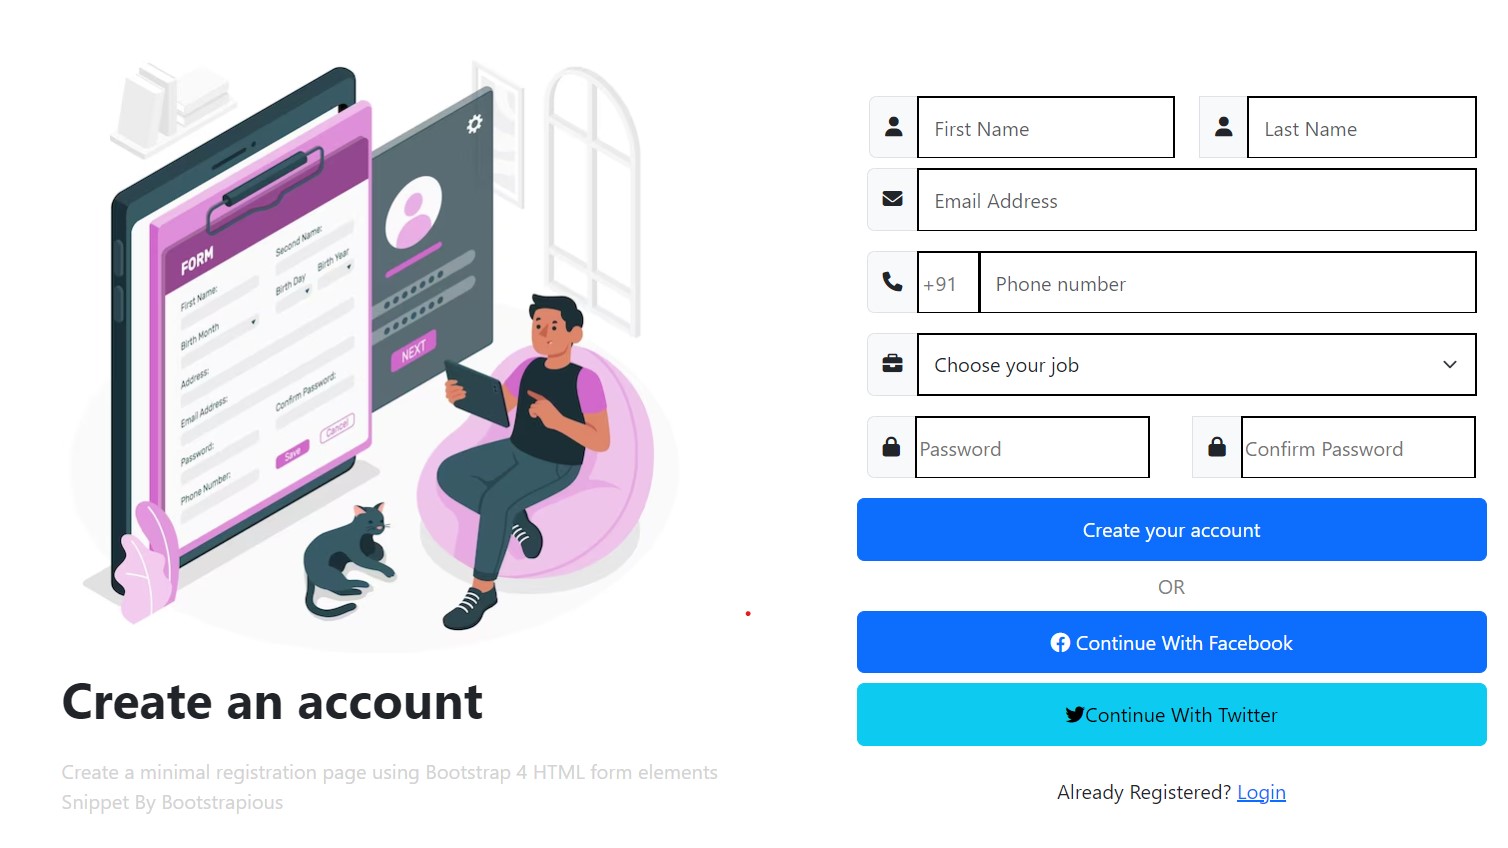 FORM
First Name:
Second Name:
Birth Month
Birth Day
Birth Year
Address:
Email Address:
Password:
Confirm Password:
Phone Number:
Save
Cancel
NEXT
Create an account
Create a minimal registration page using Bootstrap 4 HTML form elements
Snippet By Bootstrapious
First Name
Last Name
Email Address
+91
Phone number
Choose your job
Password
Confirm Password
Create your account
OR
Continue With Facebook
Continue With Twitter
Already Registered? Login